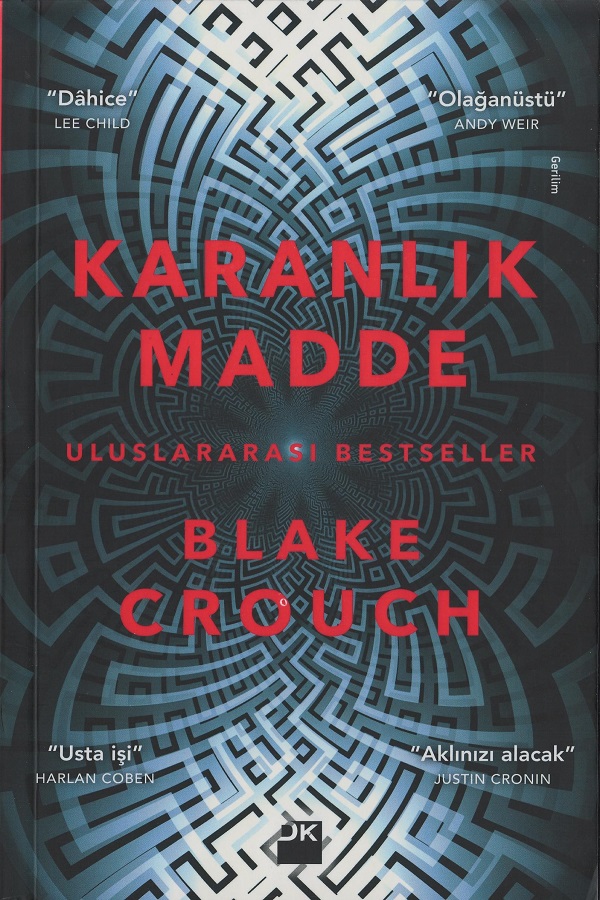 “Dâhice”
LEE CHILD
“Olağanüstü”
ANDY WEIR
Gerilim
KARANLIK
MADDE
ULUSLARARASI BESTSELLER
BLAKE
CROUCH
“Usta işi”
HARLAN COBEN
“Aklınızı alacak”
JUSTIN CRONIN
DK